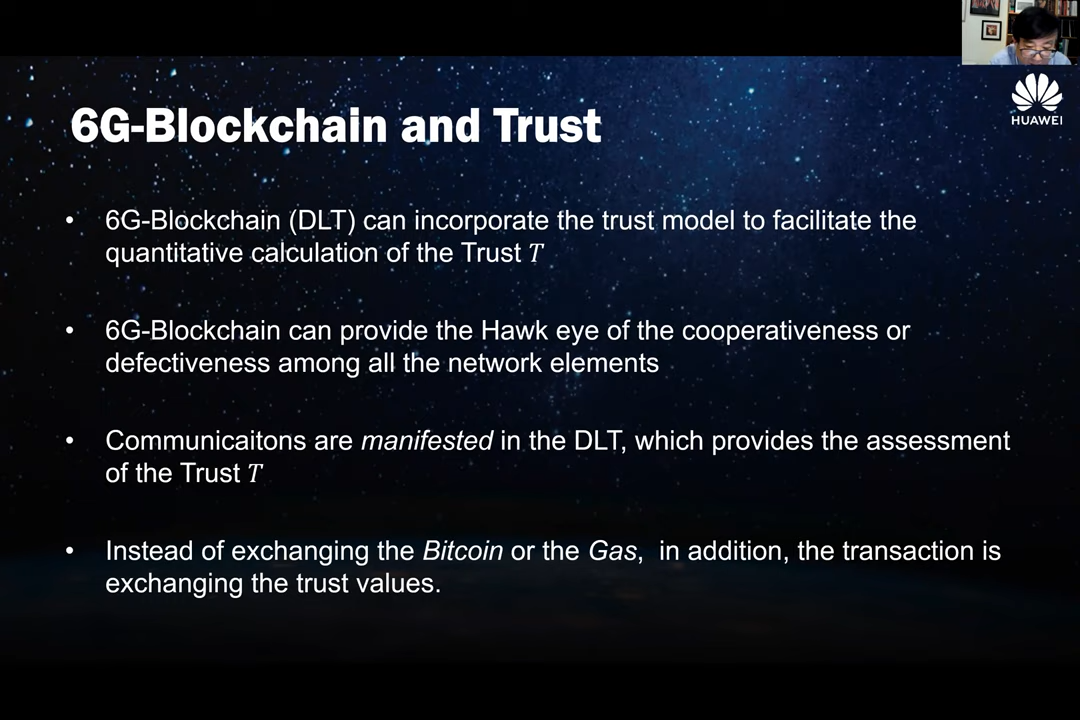 HUAWEI
6G-Blockchain and Trust
• 6G-Blockchain (DLT) can incorporate the trust model to facilitate the
quantitative calculation of the Trust T
• 6G-Blockchain can provide the Hawk eye of the cooperativeness or
defectiveness among all the network elements
• Communicaitons are manifested in the DLT, which provides the assessment
of the Trust T
• Instead of exchanging the Bitcoin or the Gas, in addition, the transaction is
exchanging the trust values.